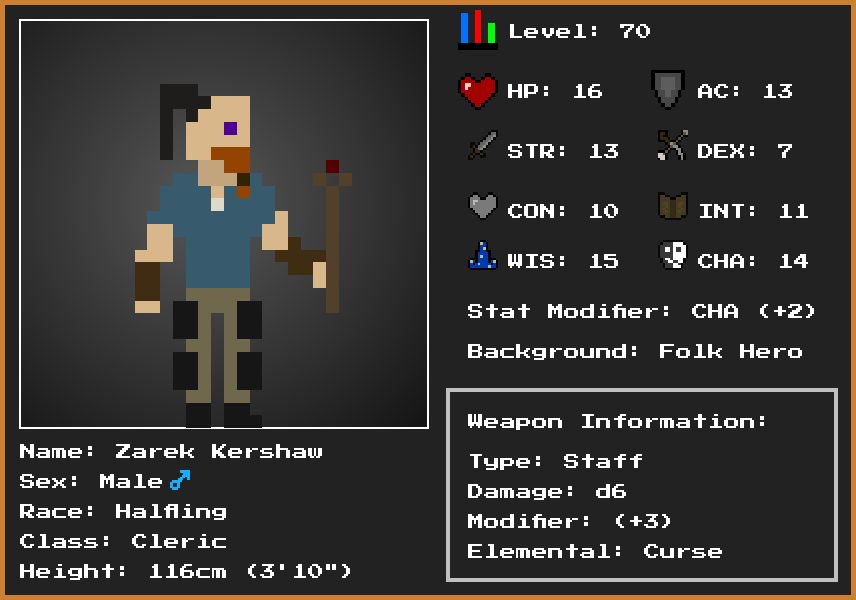 Level: 70
HP: 16
AC: 13
STR: 13
DEX: 7
CON: 10
INT: 11
WIS: 15
CHA: 14
Stat Modifier: CHA (+2)
Background: Folk Hero
Weapon Information:
Type: Staff
Damage: d6
Modifier: (+3)
Elemental: Curse
Name: Zarek Kershaw
Sex: Male ♂
Race: Halfling
Class: Cleric
Height: 116cm (3'10")